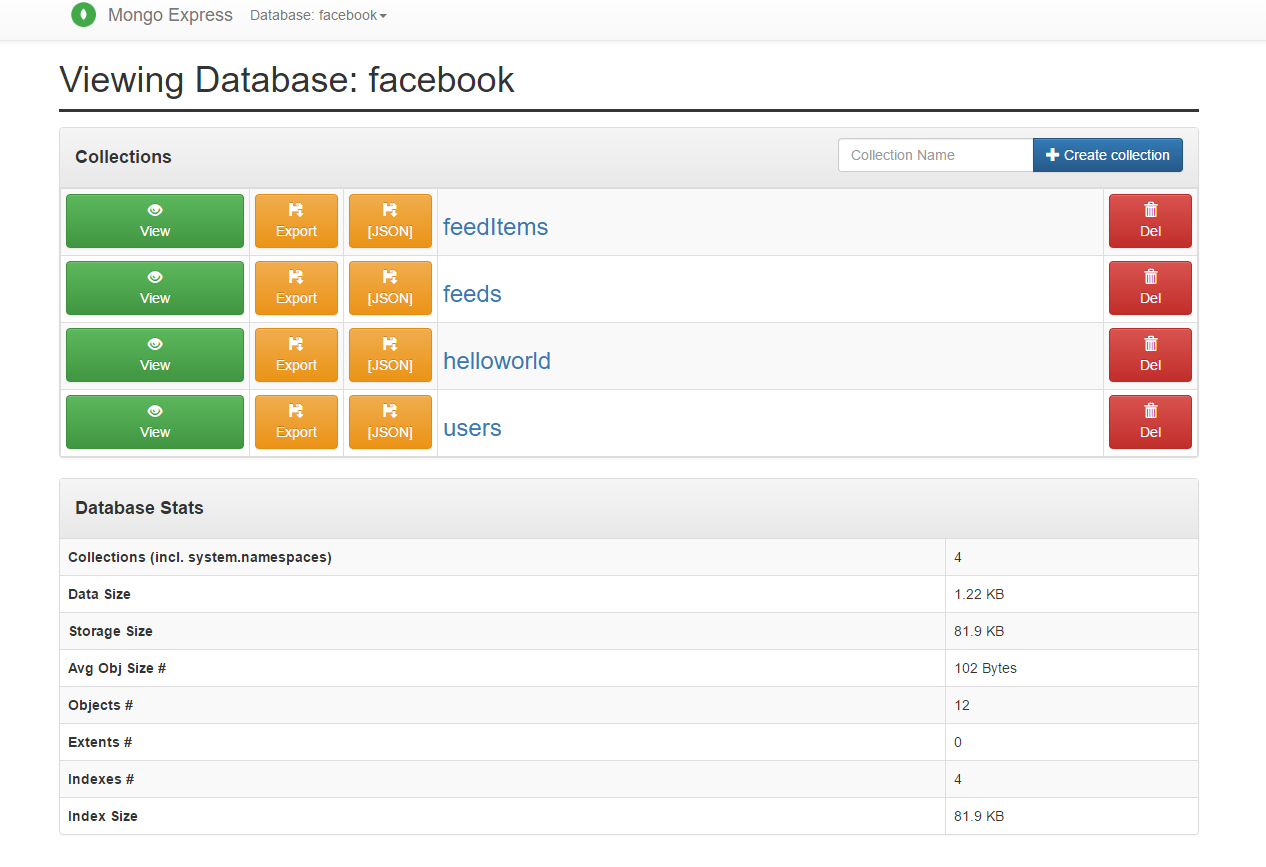 Mongo Express Database: facebook
Viewing Database: facebook
Collections Collection Name Create collection
View Export [JSON] feedItems Del
View Export [JSON] feeds Del
View Export [JSON] helloworld Del
View Export [JSON] users Del
Database Stats
Collections (incl. system.namespaces) 4
Data Size 1.22 KB
Storage Size 81.9 KB
Avg Obj Size # 102 Bytes
Objects # 12
Extents # 0
Indexes # 4
Index Size 81.9 KB